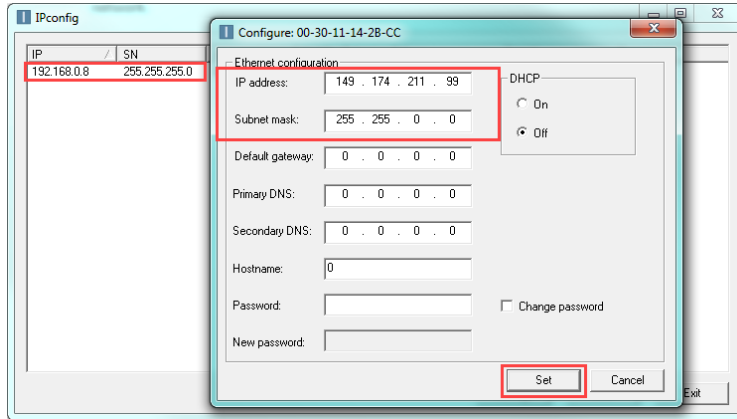 IPconfig
Configure: 00-30-11-14-2B-CC
IP / SN
192.168.0.8 255.255.255.0
Ethernet configuration
IP address: 149 . 174 . 211 . 99
DHCP
On
Subnet mask: 255 . 255 . 0 . 0
Off
Default gateway: 0 . 0 . 0 . 0
Primary DNS: 0 . 0 . 0 . 0
Secondary DNS: 0 . 0 . 0 . 0
Hostname: 0
Password:
Change password
New password:
Set
Cancel
Exit